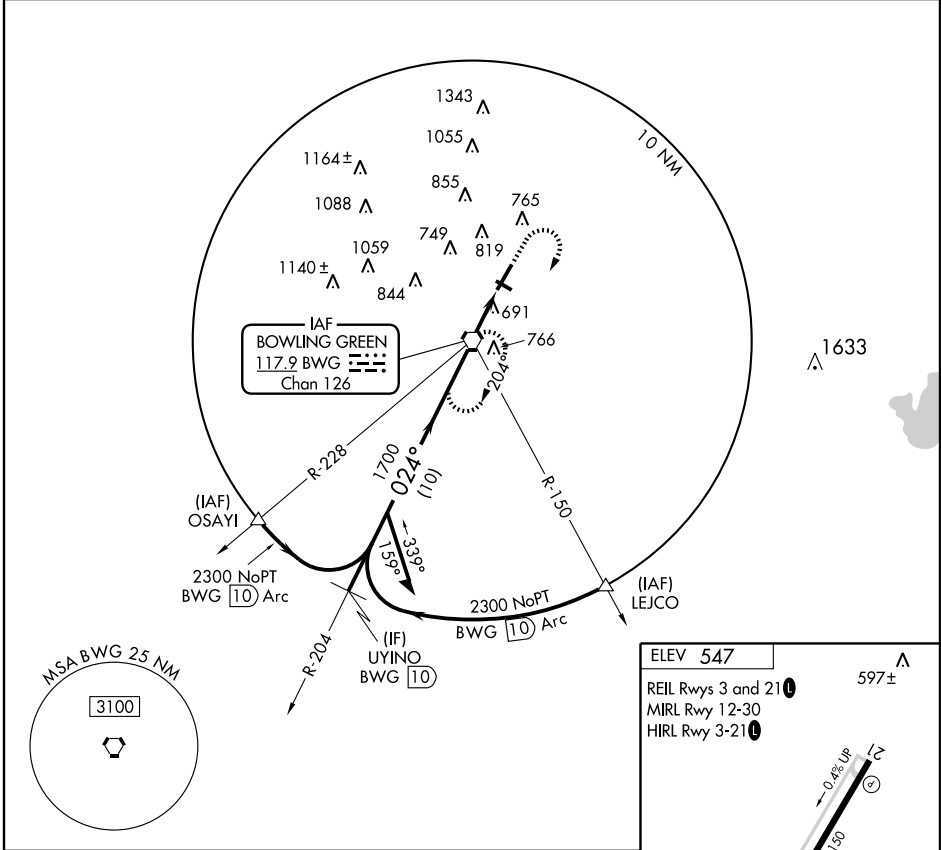 1343
1055
1164 ±
855
765
1088
749
819
1059
1140 ±
844
10 NM
691
766
IAF
BOWLING GREEN
117.9 BWG
Chan 126
1633
204°
R-228
1700
024°
(10)
R-150
(IAF)
OSAYI
339°
159°
2300 NoPT
BWG 10 Arc
(IAF)
LEJCO
2300 NoPT
BWG 10 Arc
R-204
(IF)
UYINO
BWG 10
MSA BWG 25 NM
3100
ELEV 547
597 ±
REIL Rwys 3 and 21 L
MIRL Rwy 12-30
HIRL Rwy 3-21 L
21
0.4% UP
150